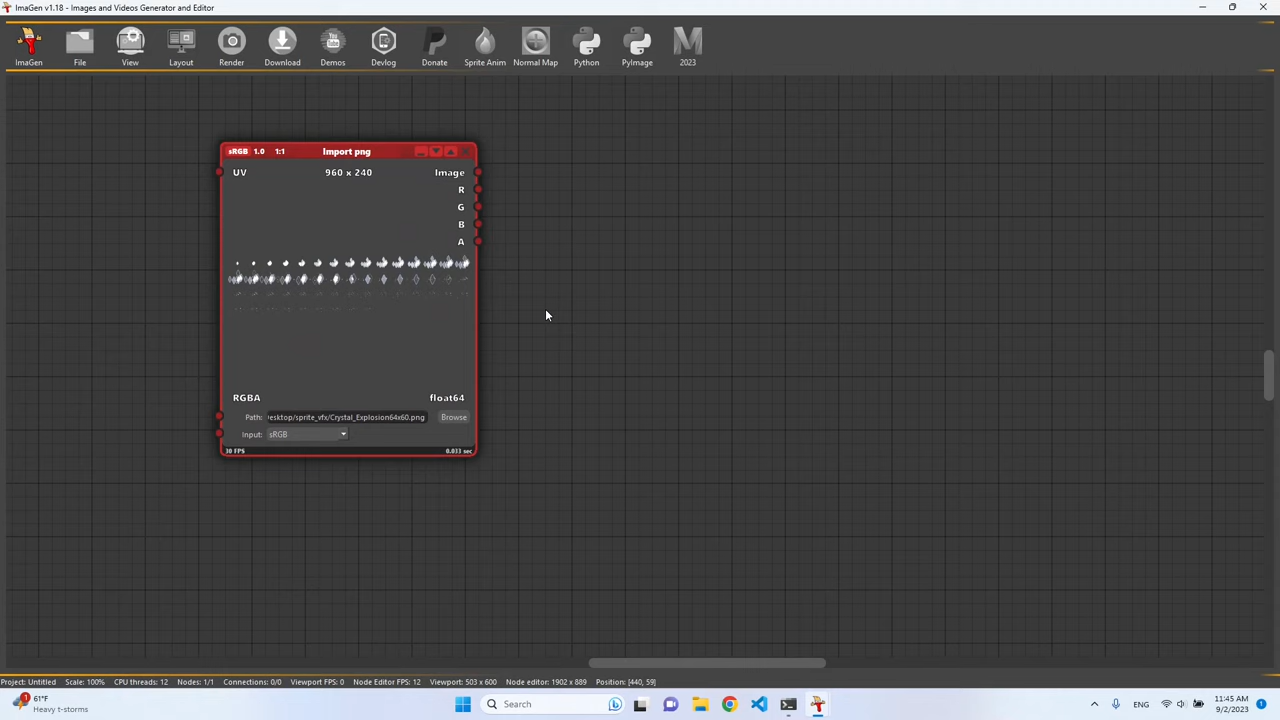 ImaGen v1.18 - Images and Videos Generator and Editor
ImaGen File View Layout Render Download Demos Devlog Donate Sprite Anim Normal Map Python PyImage 2023
sRGB 1.0 1:1 Import png
UV 960 x 240 Image
R
G
B
A
RGBA float64
Path: Desktop/sprite_vfx/Crystal_Explosion64x60.png Browse
Input: sRGB
30 FPS 0.033 sec
Project: Untitled Scale: 100% CPU threads: 12 Nodes: 1/1 Connections: 0/0 Viewport FPS: 0 Node Editor FPS: 12 Viewport: 503 x 600 Node editor: 1902 x 889 Position: [440, 59]
1 61°F
Heavy t-storms
Search
ENG
11:45 AM
9/2/2023
1